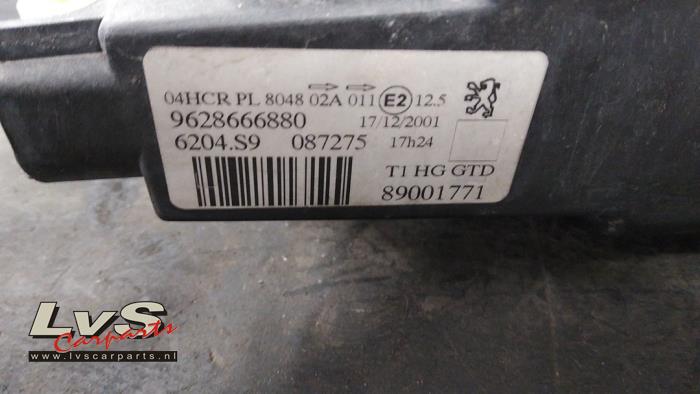 04HCR PL 8048 02A 011 E2 12.5
9628666880 17/12/2001
6204.S9 087275 17h24
T1 HG GTD
89001771
LvS
Carparts
www.lvscarparts.nl